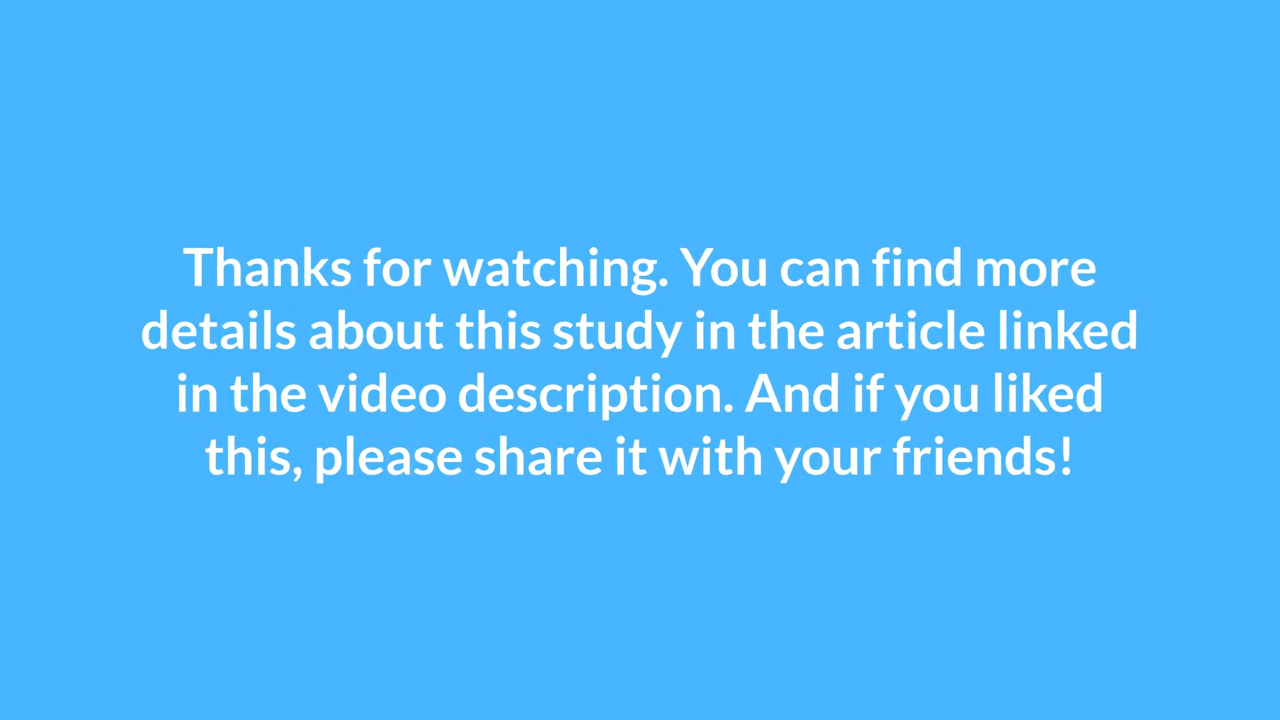 Thanks for watching. You can find more
details about this study in the article linked
in the video description. And if you liked
this, please share it with your friends!